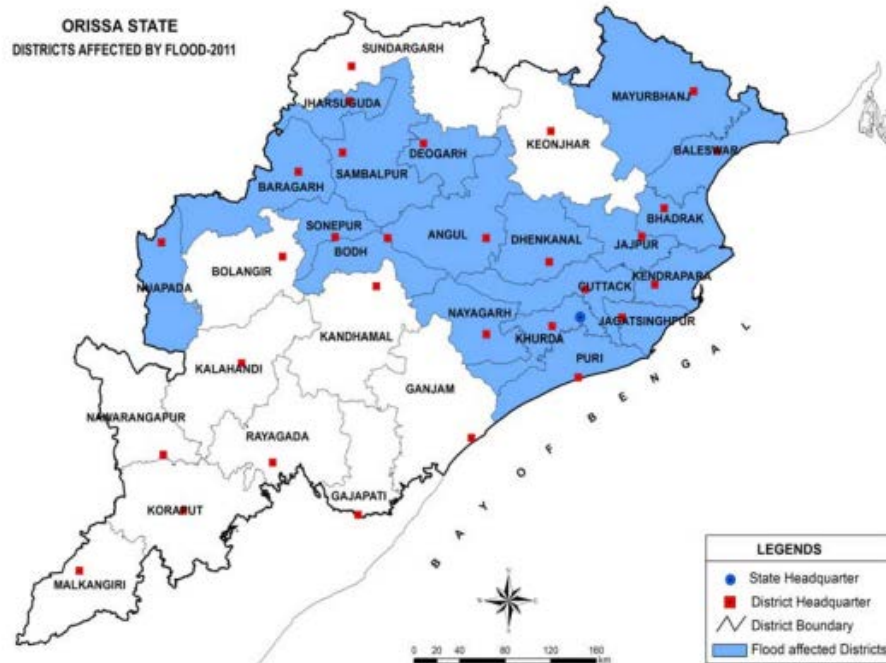 ORISSA STATE
DISTRICTS AFFECTED BY FLOOD-2011
SUNDARGARH
JHARSUGUDA
MAYURBHANJ
KEONJHAR
DEOGARH
BALESWAR
SAMBALPUR
BARAGARH
BHADRAK
SONEPUR
ANGUL
DHENKANAL
JAJPUR
BODH
BOLANGIR
NUAPADA
KENDRAPARA
CUTTACK
NAYAGARH
JAGATSINGHPUR
KHURDA
KANDHAMAL
PURI
KALAHANDI
GANJAM
NAWARANGAPUR
RAYAGADA
GAJAPATI
KORAPUT
MALKANGIRI
BAY OF BENGAL
LEGENDS
State Headquarter
District Headquarter
District Boundary
Flood affected Districts
0 20 40 80 120 160
km